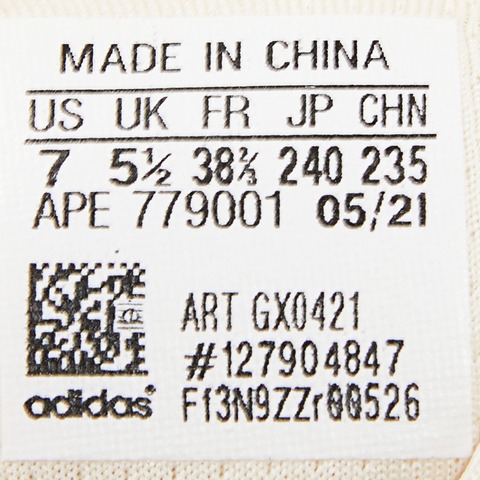 MADE IN CHINA
US UK FR JP CHN
7 5½ 38⅔ 240 235
APE 779001 05/21
ART GX0421
#127904847
adidas® F13N9ZZr00526